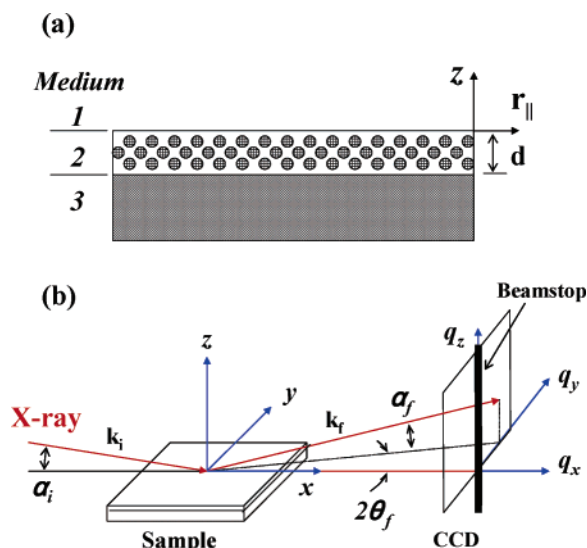 (a)
Medium
1
2
3
z
r||
d
(b)
Beamstop
z
y
X-ray
k_i
k_f
α_f
α_i
x
2θ_f
q_z
q_y
q_x
Sample
CCD